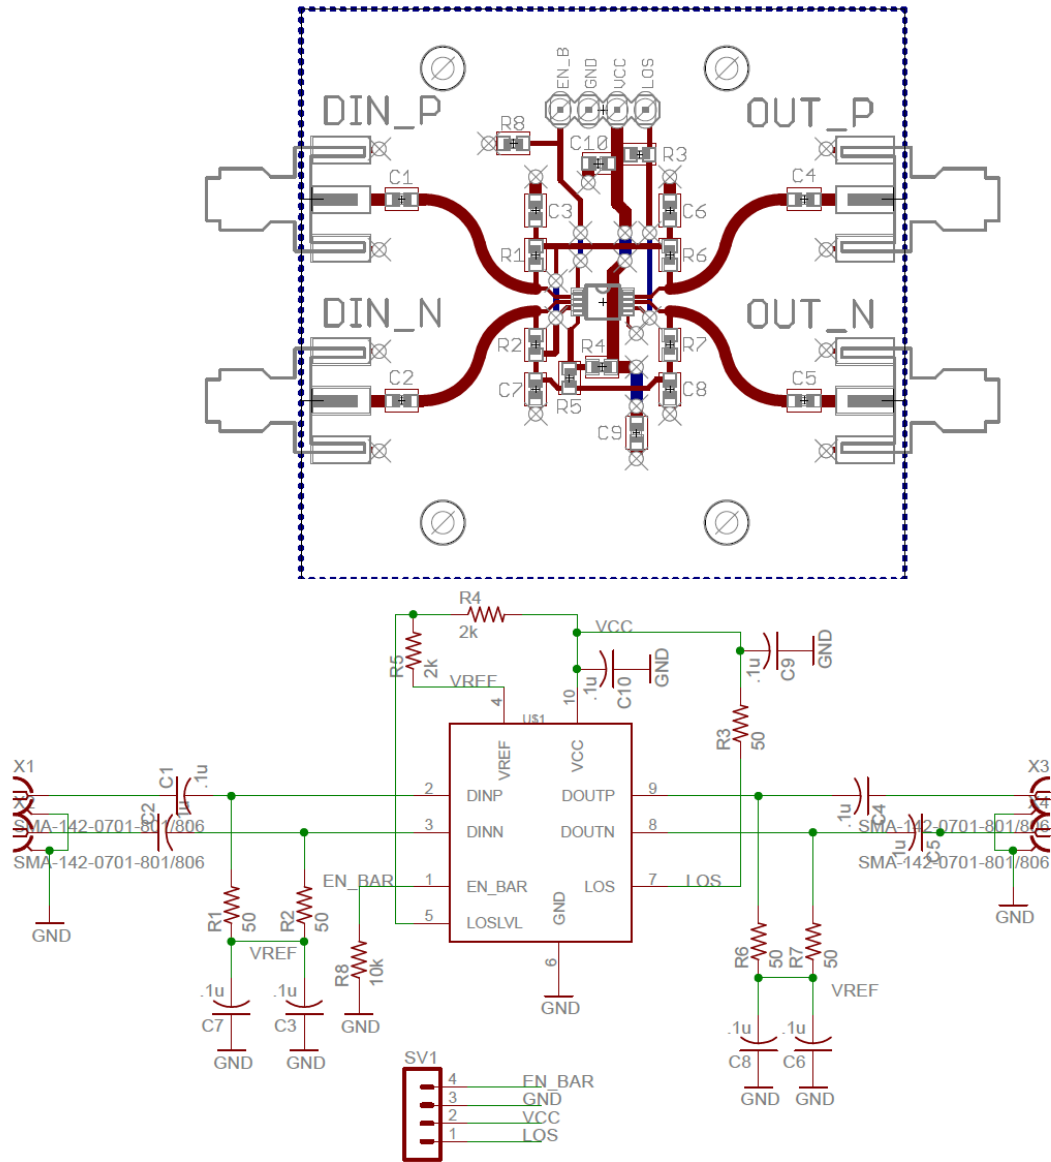 EN_B
GND
VCC
LOS
DIN_P
OUT_P
R8
C10
R3
C1
C4
C3
C6
R1
R6
DIN_N
OUT_N
R2
R4
R7
C2
C7
R5
C8
C5
C9
R4
2k
R5
2k
VCC
VREF
.1u
C10
GND
.1u
C9
GND
4
10
U$1
R3
50
VREF
VCC
X1
C1
.1u
2
DINP
DOUTP
9
.1u
C4
X3
X2
C2
.1u
X4
SMA-142-0701-801/806
3
DINN
DOUTN
8
.1u
C5
SMA-142-0701-801/806
SMA-142-0701-801/806
SMA-142-0701-801/806
EN_BAR
1
EN_BAR
LOS
7
LOS
GND
5
LOSLVL
R1
50
R2
50
GND
GND
VREF
R8
10k
6
R6
50
R7
50
VREF
.1u
C7
.1u
C3
GND
GND
GND
GND
.1u
C8
.1u
C6
GND
GND
SV1
4
EN_BAR
3
GND
2
VCC
1
LOS